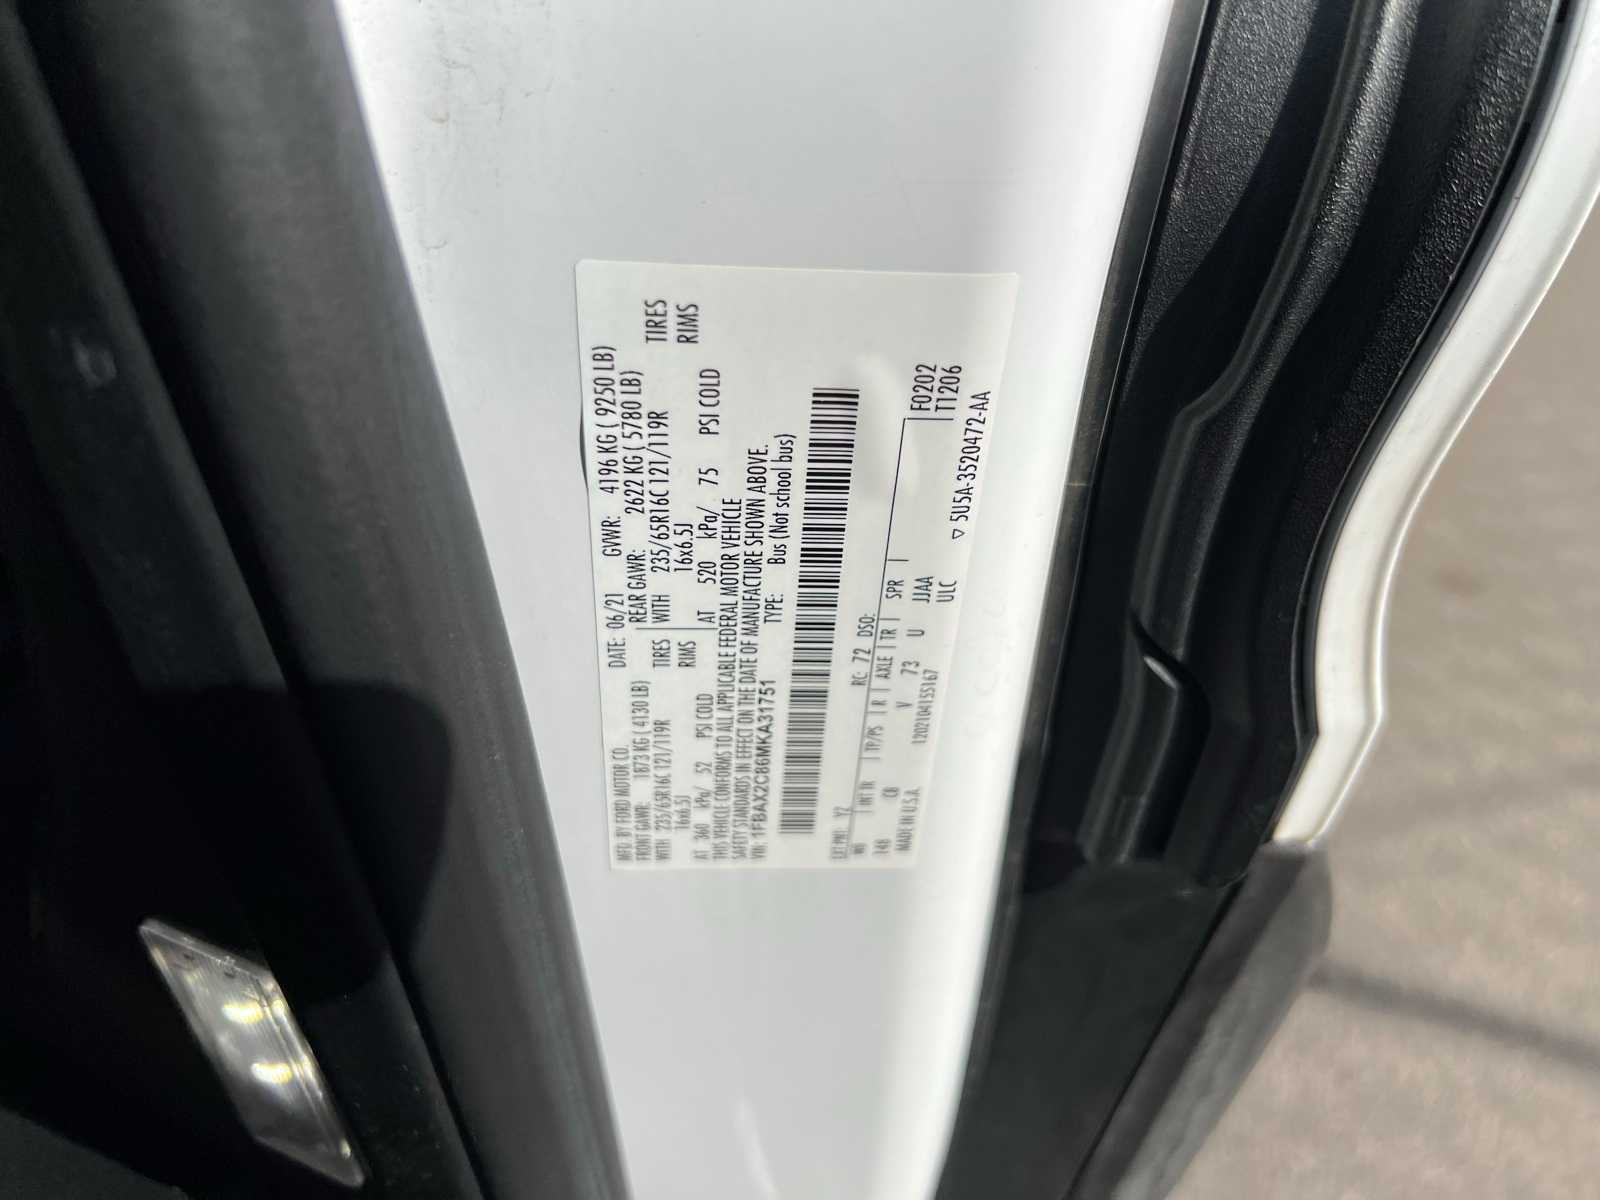 MFD. BY FORD MOTOR CO.
DATE: 06/21 GVWR: 4196 KG ( 9250 LB)
FRONT GAWR: 1873 KG ( 4130 LB) REAR GAWR: 2622 KG ( 5780 LB)
WITH 235/65R16C 121/119R TIRES WITH 235/65R16C 121/119R TIRES
16x6.5J RIMS 16x6.5J RIMS
AT 360 kPa/ 52 PSI COLD AT 520 kPa/ 75 PSI COLD
THIS VEHICLE CONFORMS TO ALL APPLICABLE FEDERAL MOTOR VEHICLE
SAFETY STANDARDS IN EFFECT ON THE DATE OF MANUFACTURE SHOWN ABOVE.
VIN: 1FBAX2C86MKA31751 TYPE: Bus (Not school bus)
EXT PNT: YZ RC: 72 DSO:
WB INT TR TP/PS R AXLE TR SPR F0202
148 CB V 73 U JJAA T1206
MADE IN U.S.A. 120210415S167 ULC
▽ 5U5A-3520472-AA